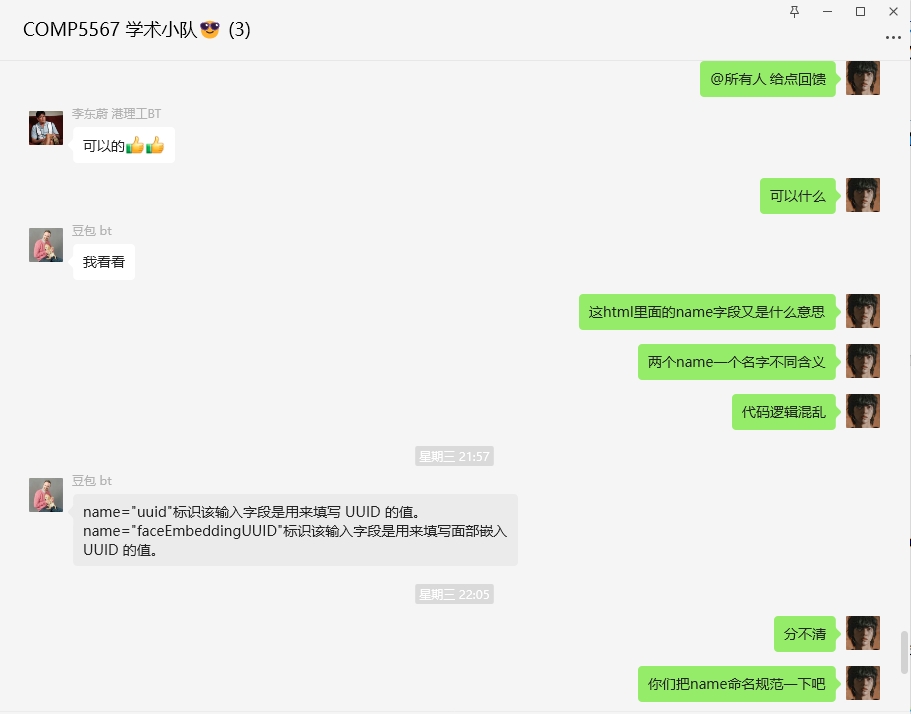 COMP5567 学术小队😎 (3)
@所有人 给点回馈
李东蔚 港理工BT
可以的👍👍
可以什么
豆包 bt
我看看
这html里面的name字段又是什么意思
两个name一个名字不同含义
代码逻辑混乱
星期三 21:57
豆包 bt
name="uuid"标识该输入字段是用来填写 UUID 的值。
name="faceEmbeddingUUID"标识该输入字段是用来填写面部嵌入
UUID 的值。
星期三 22:05
分不清
你们把name命名规范一下吧